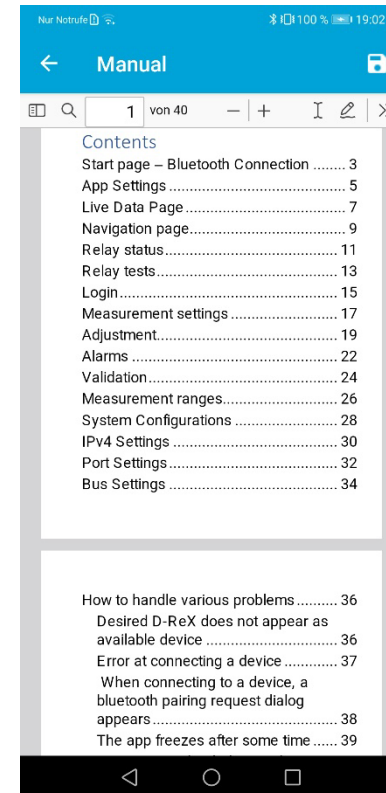 Nur Notrufe 100 % 19:02
Manual
1 von 40
Contents
Start page – Bluetooth Connection ........ 3
App Settings ........................................ 5
Live Data Page ..................................... 7
Navigation page................................... 9
Relay status....................................... 11
Relay tests......................................... 13
Login.................................................. 15
Measurement settings ........................ 17
Adjustment......................................... 19
Alarms ............................................... 22
Validation........................................... 24
Measurement ranges.......................... 26
System Configurations ....................... 28
IPv4 Settings ..................................... 30
Port Settings ...................................... 32
Bus Settings ...................................... 34
How to handle various problems.......... 36
Desired D-ReX does not appear as
available device ................................. 36
Error at connecting a device ............. 37
When connecting to a device, a
bluetooth pairing request dialog
appears ............................................. 38
The app freezes after some time ...... 39